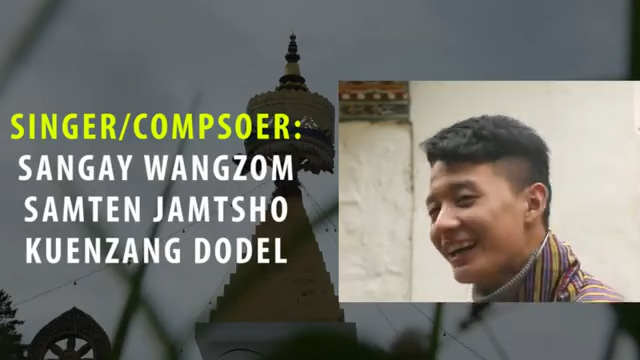 SINGER/COMPSOER:
SANGAY WANGZOM
SAMTEN JAMTSHO
KUENZANG DODEL